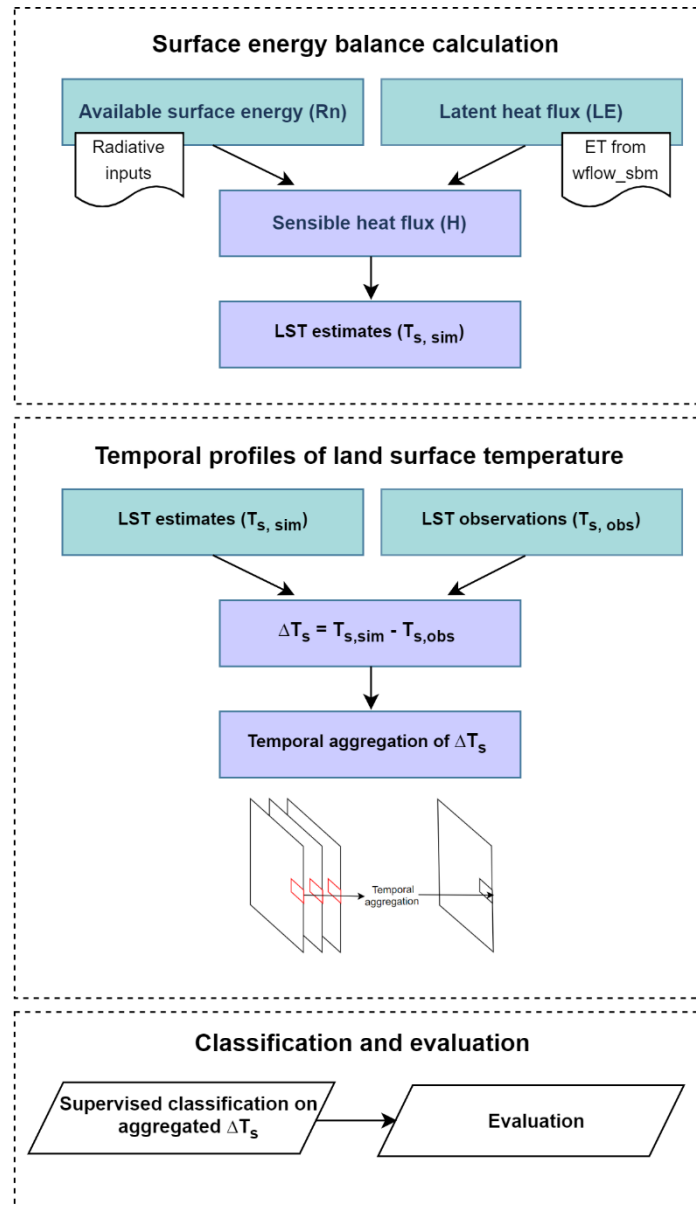 Surface energy balance calculation
Available surface energy (Rn)
Latent heat flux (LE)
Radiative
inputs
ET from
wflow_sbm
Sensible heat flux (H)
LST estimates (Ts, sim)
Temporal profiles of land surface temperature
LST estimates (Ts, sim)
LST observations (Ts, obs)
ΔTs = Ts,sim - Ts,obs
Temporal aggregation of ΔTs
Temporal
aggregation
Classification and evaluation
Supervised classification on
aggregated ΔTs
Evaluation